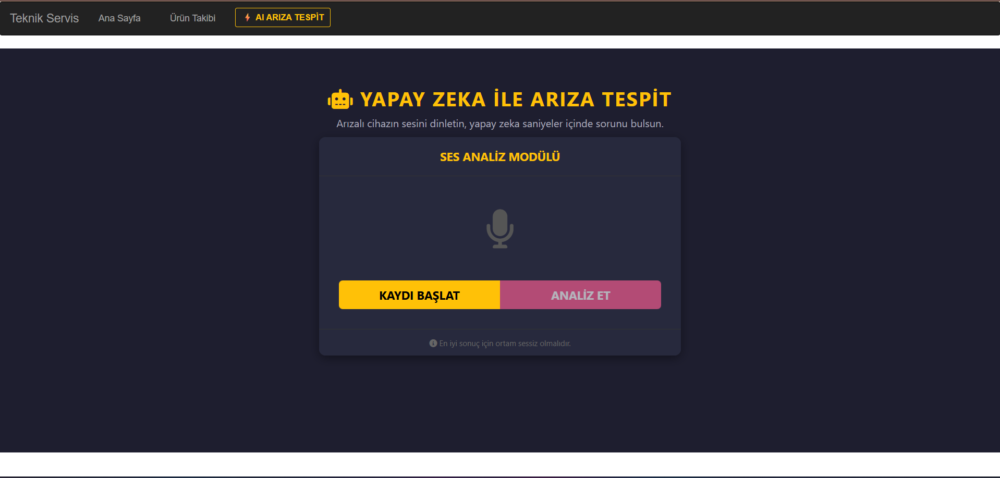 Teknik Servis Ana Sayfa Ürün Takibi AI ARIZA TESPİT
YAPAY ZEKA İLE ARIZA TESPİT
Arızalı cihazın sesini dinletin, yapay zeka saniyeler içinde sorunu bulsun.
SES ANALİZ MODÜLÜ
KAYDI BAŞLAT ANALİZ ET
En iyi sonuç için ortam sessiz olmalıdır.